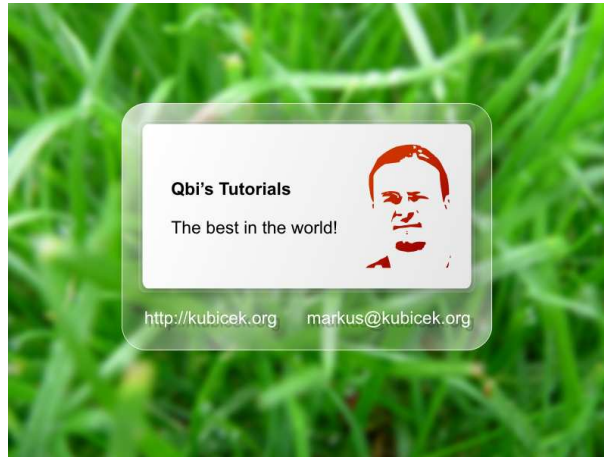 Qbi's Tutorials
The best in the world!
http://kubicek.org markus@kubicek.org